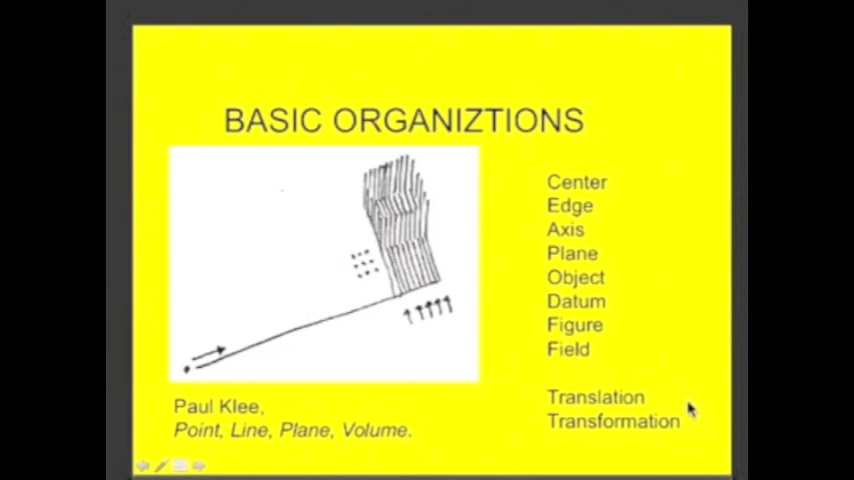 BASIC ORGANIZTIONS
Center
Edge
Axis
Plane
Object
Datum
Figure
Field
Translation
Transformation
Paul Klee,
Point, Line, Plane, Volume.